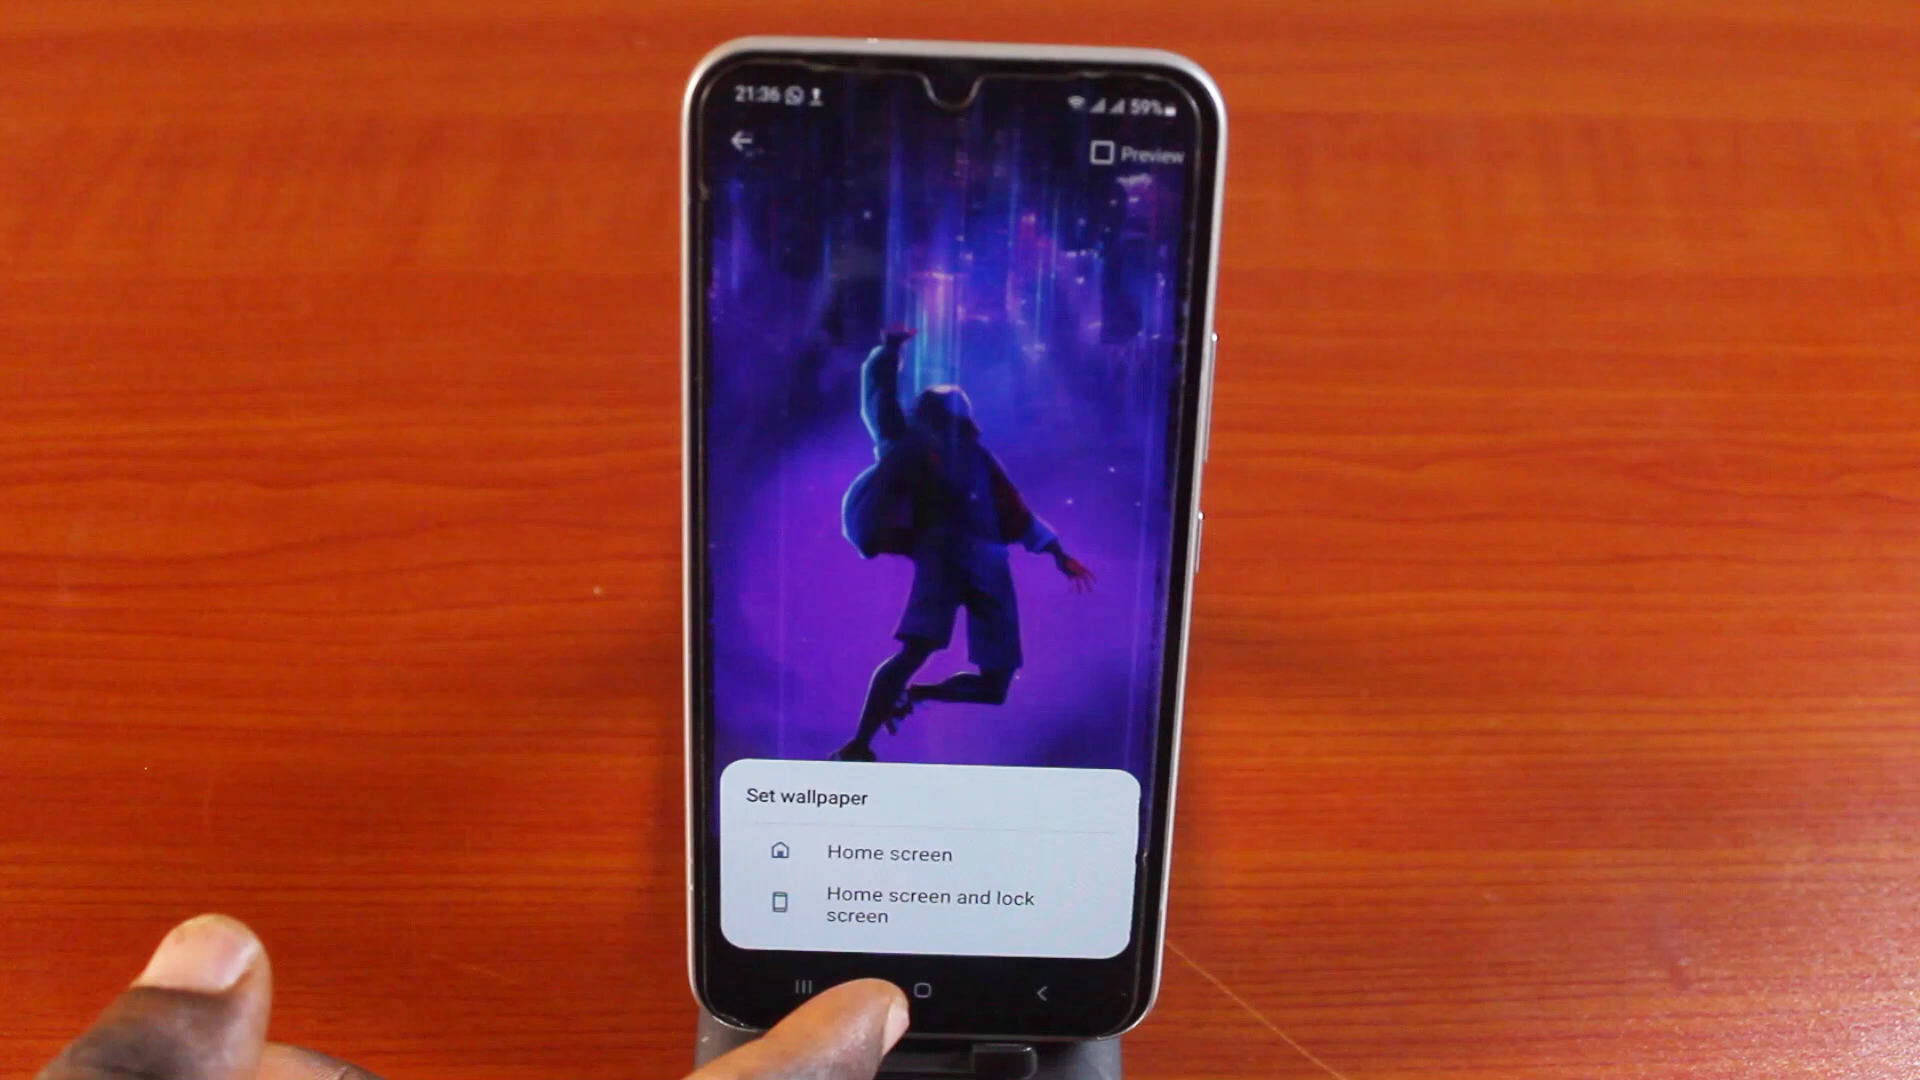 21:36
59%
Preview
Set wallpaper
Home screen
Home screen and lock
screen